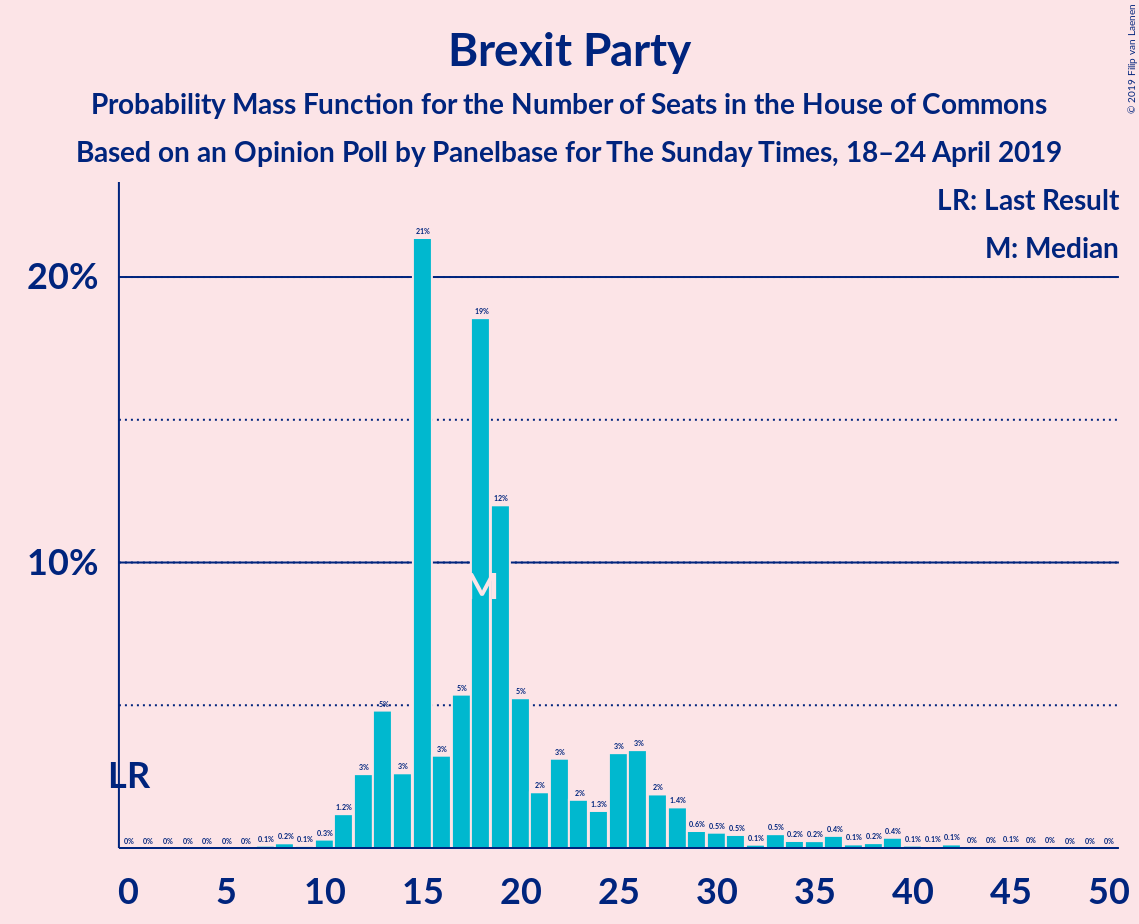 Brexit Party
Probability Mass Function for the Number of Seats in the House of Commons
Based on an Opinion Poll by Panelbase for The Sunday Times, 18–24 April 2019
© 2019 Filip van Laenen
LR: Last Result
M: Median
20%
10%
21%
19%
12%
M
LR
0% 0% 0% 0% 0% 0% 0% 0.1% 0.2% 0.1% 0.3% 1.2% 3% 5% 3% 3% 5% 5% 2% 3% 2% 1.3% 3% 3% 2% 1.4% 0.6% 0.5% 0.5% 0.1% 0.5% 0.2% 0.2% 0.4% 0.1% 0.2% 0.4% 0.1% 0.1% 0.1% 0% 0% 0.1% 0% 0% 0% 0% 0%
0 5 10 15 20 25 30 35 40 45 50